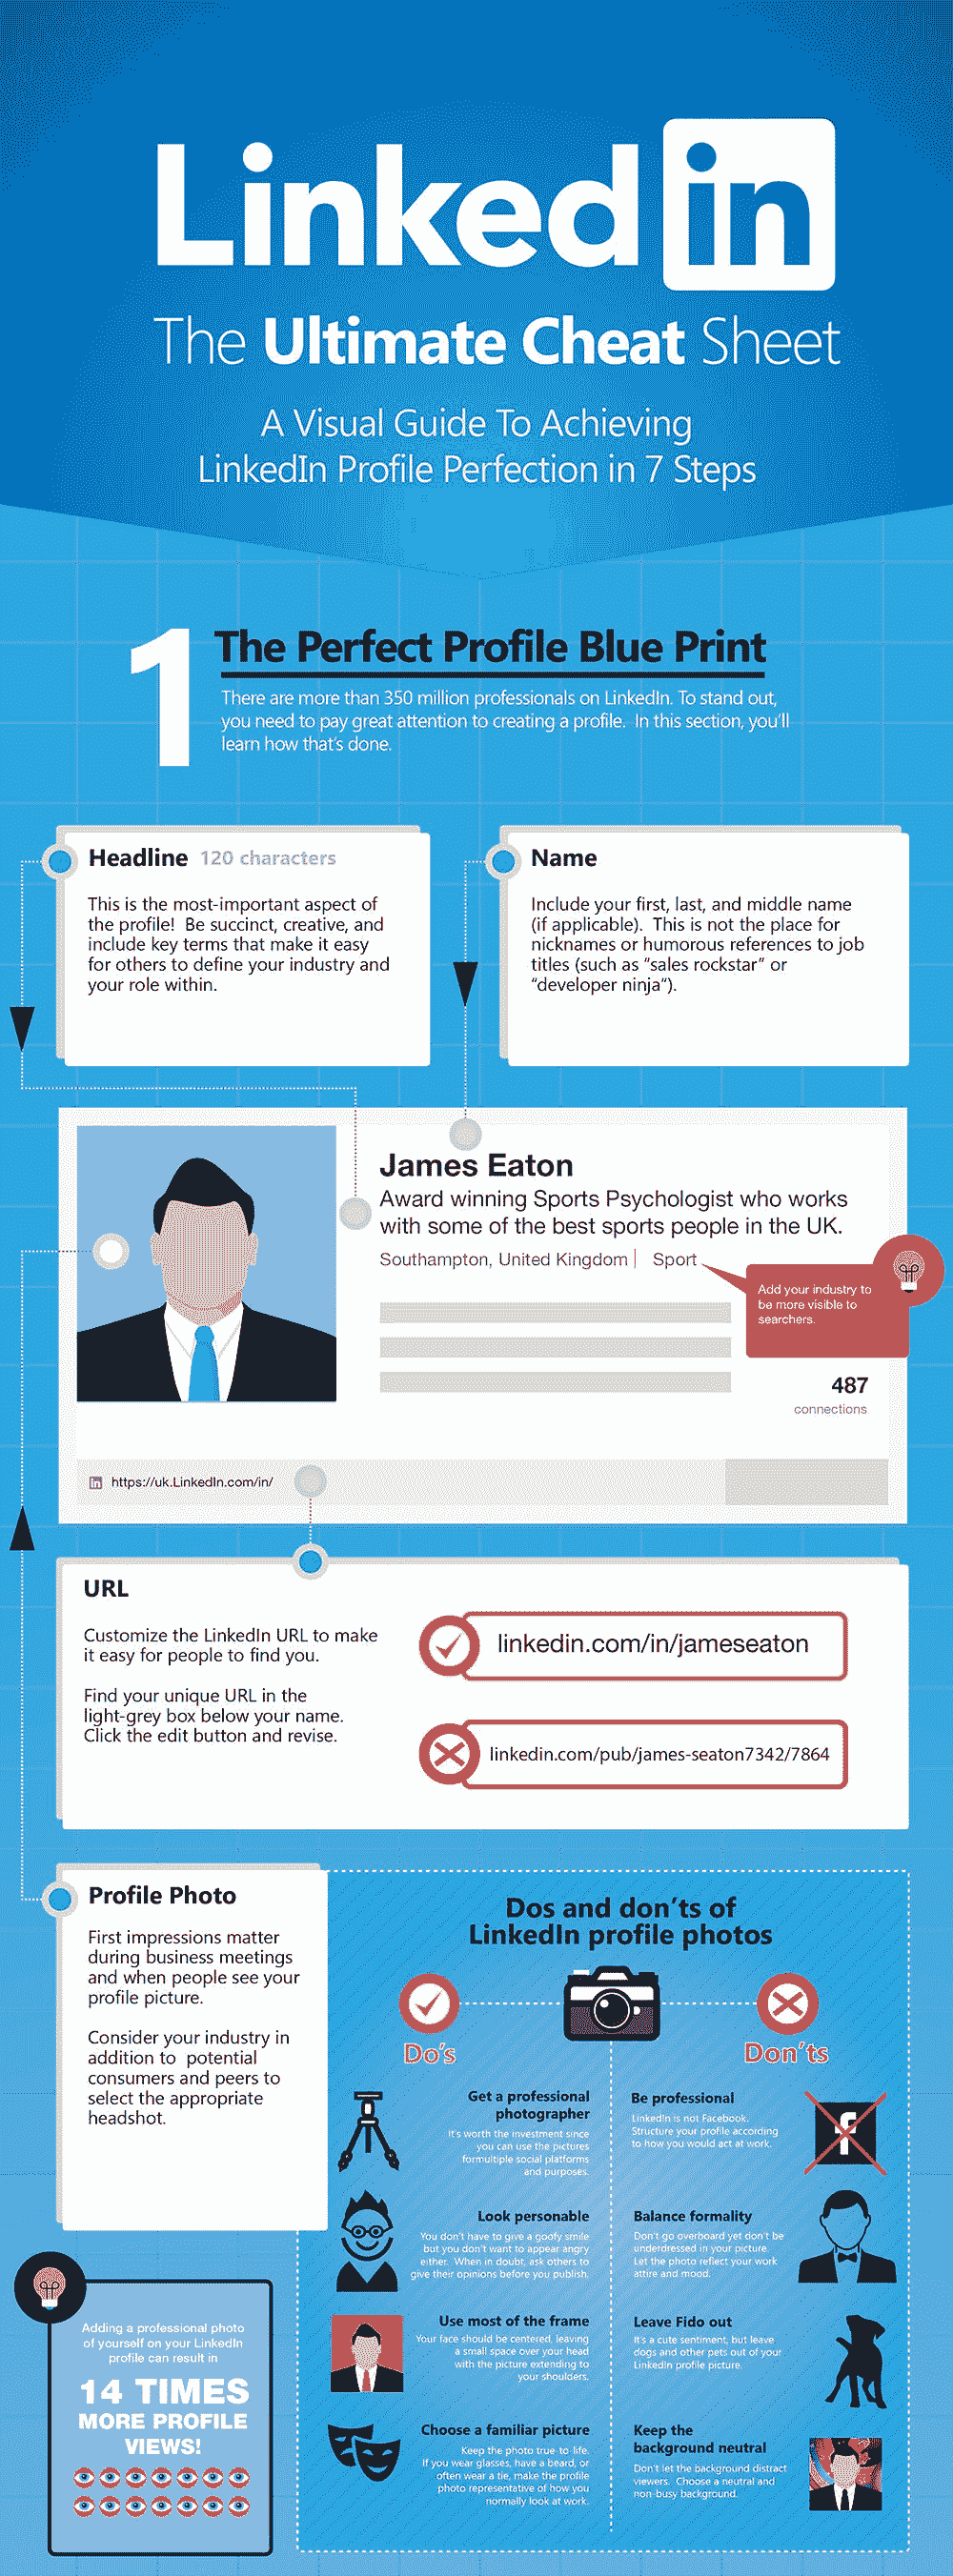 Linked in
The Ultimate Cheat Sheet
A Visual Guide To Achieving
LinkedIn Profile Perfection in 7 Steps
1
The Perfect Profile Blue Print
There are more than 350 million professionals on LinkedIn. To stand out,
you need to pay great attention to creating a profile. In this section, you'll
learn how that's done.
Headline 120 characters
This is the most-important aspect of
the profile! Be succinct, creative, and
include key terms that make it easy
for others to define your industry and
your role within.
Name
Include your first, last, and middle name
(if applicable). This is not the place for
nicknames or humorous references to job
titles (such as "sales rockstar" or
"developer ninja").
James Eaton
Award winning Sports Psychologist who works
with some of the best sports people in the UK.
Southampton, United Kingdom | Sport
Add your industry to
be more visible to
searchers.
487
connections
in https://uk.LinkedIn.com/in/
URL
Customize the LinkedIn URL to make
it easy for people to find you.
Find your unique URL in the
light-grey box below your name.
Click the edit button and revise.
linkedin.com/in/jameseaton
linkedin.com/pub/james-seaton7342/7864
Profile Photo
First impressions matter
during business meetings
and when people see your
profile picture.
Consider your industry in
addition to potential
consumers and peers to
select the appropriate
headshot.
Adding a professional photo
of yourself on your LinkedIn
profile can result in
14 TIMES
MORE PROFILE
VIEWS!
Dos and don'ts of
LinkedIn profile photos
Do's
Get a professional
photographer
It's worth the investment since
you can use the pictures
formultiple social platforms
and purposes.
Look personable
You don't have to give a goofy smile
but you don't want to appear angry
either. When in doubt, ask others to
give their opinions before you publish.
Use most of the frame
Your face should be centered, leaving
a small space over your head
with the picture extending to
your shoulders.
Choose a familiar picture
Keep the photo true-to-life.
If you wear glasses, have a beard, or
often wear a tie, make the profile
photo representative of how you
normally look at work.
Don'ts
Be professional
LinkedIn is not Facebook.
Structure your profile according
to how you would act at work.
f
Balance formality
Don't go overboard yet don't be
underdressed in your picture.
Let the photo reflect your work
attire and mood.
Leave Fido out
It's a cute sentiment, but leave
dogs and other pets out of your
LinkedIn profile picture.
Keep the
background neutral
Don't let the background distract
viewers. Choose a neutral and
non-busy background.